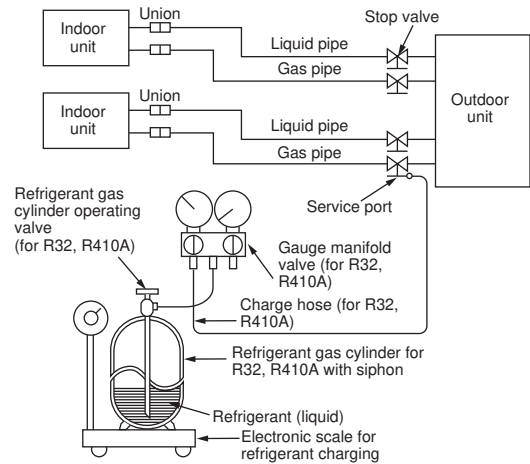 Stop valve
Indoor
unit
Union
Liquid pipe
Gas pipe
Outdoor
unit
Indoor
unit
Union
Liquid pipe
Gas pipe
Service port
Refrigerant gas
cylinder operating
valve
(for R32, R410A)
Gauge manifold
valve (for R32,
R410A)
Charge hose (for R32,
R410A)
Refrigerant gas cylinder for
R32, R410A with siphon
Refrigerant (liquid)
Electronic scale for
refrigerant charging